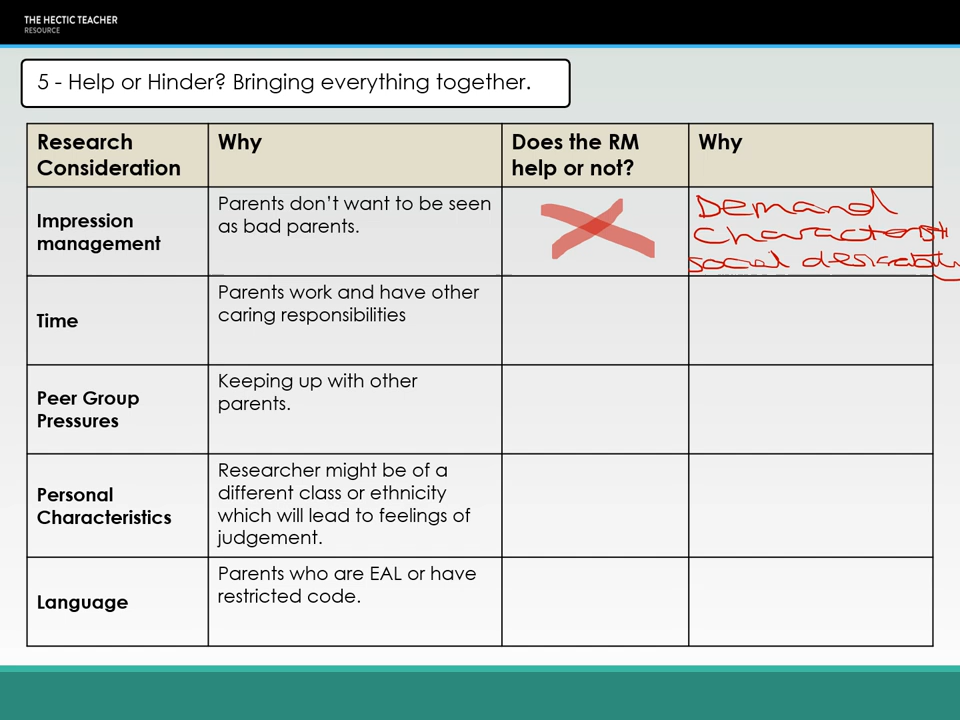 THE HECTIC TEACHER
RESOURCE
5 - Help or Hinder? Bringing everything together.
Research
Consideration
Why
Does the RM
help or not?
Why
Impression
management
Parents don't want to be seen
as bad parents.
Demand
social
Time
Parents work and have other
caring responsibilities
Peer Group
Pressures
Keeping up with other
parents.
Personal
Characteristics
Researcher might be of a
different class or ethnicity
which will lead to feelings of
judgement.
Language
Parents who are EAL or have
restricted code.